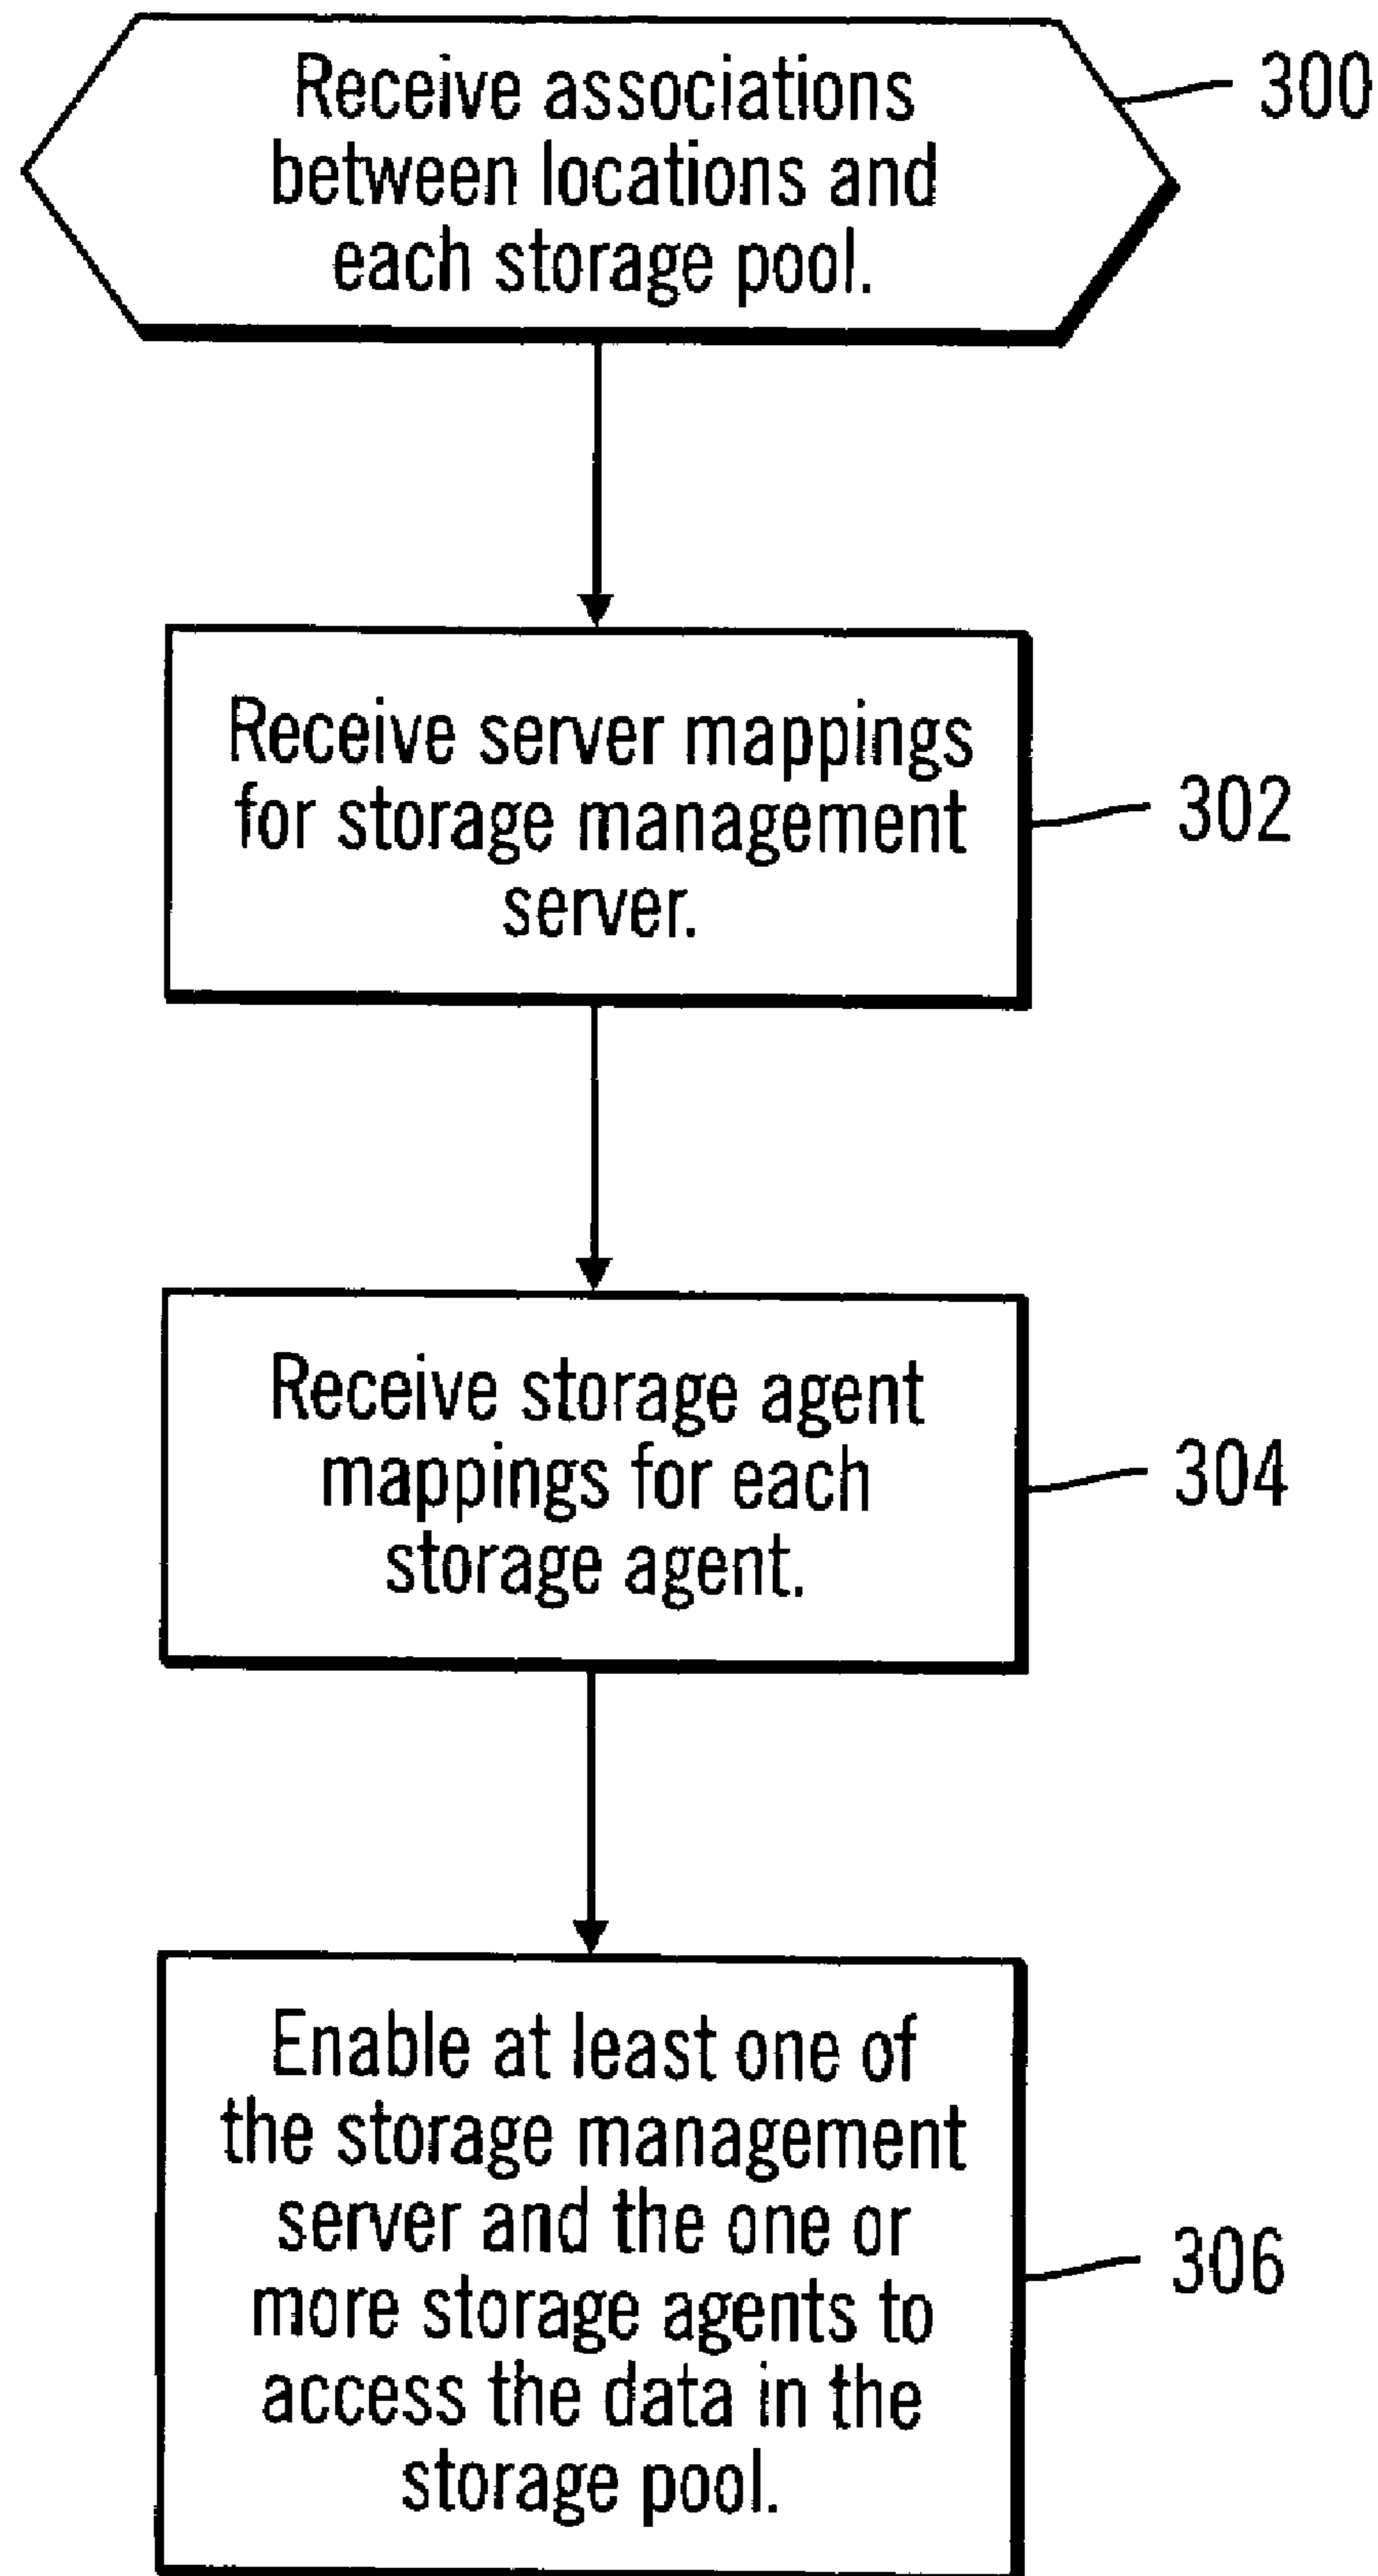 Receive associations
between locations and
each storage pool.
300
Receive server mappings
for storage management
server.
302
Receive storage agent
mappings for each
storage agent.
304
Enable at least one of
the storage management
server and the one or
more storage agents to
access the data in the
storage pool.
306